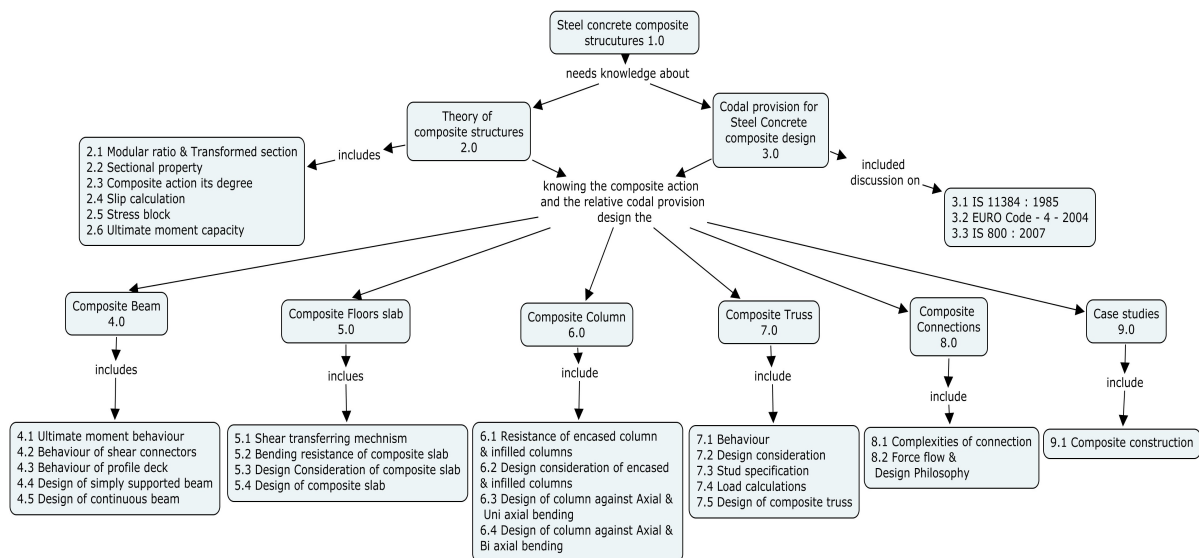 Steel concrete composite
strucutures 1.0
needs knowledge about
Theory of
composite structures
2.0
Codal provision for
Steel Concrete
composite design
3.0
includes
2.1 Modular ratio & Transformed section
2.2 Sectional property
2.3 Composite action its degree
2.4 Slip calculation
2.5 Stress block
2.6 Ultimate moment capacity
included
discussion on
3.1 IS 11384 : 1985
3.2 EURO Code - 4 - 2004
3.3 IS 800 : 2007
knowing the composite action
and the relative codal provision
design the
Composite Beam
4.0
Composite Floors slab
5.0
Composite Column
6.0
Composite Truss
7.0
Composite
Connections
8.0
Case studies
9.0
includes
inclues
include
include
include
include
4.1 Ultimate moment behaviour
4.2 Behaviour of shear connectors
4.3 Behaviour of profile deck
4.4 Design of simply supported beam
4.5 Design of continuous beam
5.1 Shear transferring mechnism
5.2 Bending resistance of composite slab
5.3 Design Consideration of composite slab
5.4 Design of composite slab
6.1 Resistance of encased column
& infilled columns
6.2 Design consideration of encased
& infilled columns
6.3 Design of column against Axial &
Uni axial bending
6.4 Design of column against Axial &
Bi axial bending
7.1 Behaviour
7.2 Design consideration
7.3 Stud specification
7.4 Load calculations
7.5 Design of composite truss
8.1 Complexities of connection
8.2 Force flow &
Design Philosophy
9.1 Composite construction